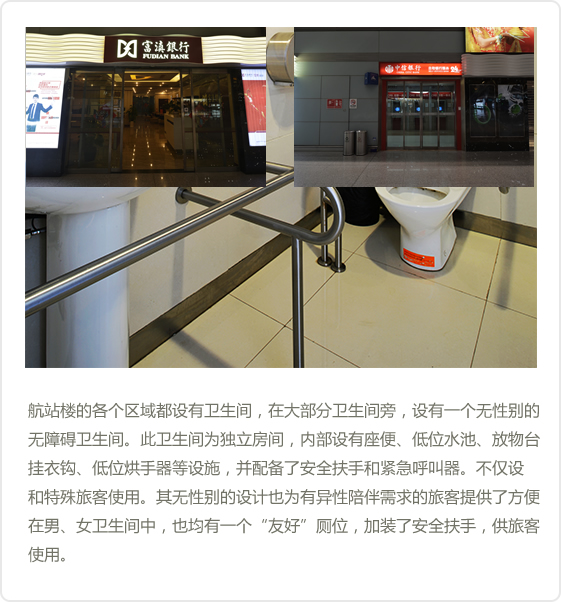 富滇銀行
FUDIAN BANK
中信银行
24
航站楼的各个区域都设有卫生间，在大部分卫生间旁，设有一个无性别的
无障碍卫生间。此卫生间为独立房间，内部设有座便、低位水池、放物台
挂衣钩、低位烘手器等设施，并配备了安全扶手和紧急呼叫器。不仅设
和特殊旅客使用。其无性别的设计也为有异性陪伴需求的旅客提供了方便
在男、女卫生间中，也均有一个“友好”厕位，加装了安全扶手，供旅客
使用。